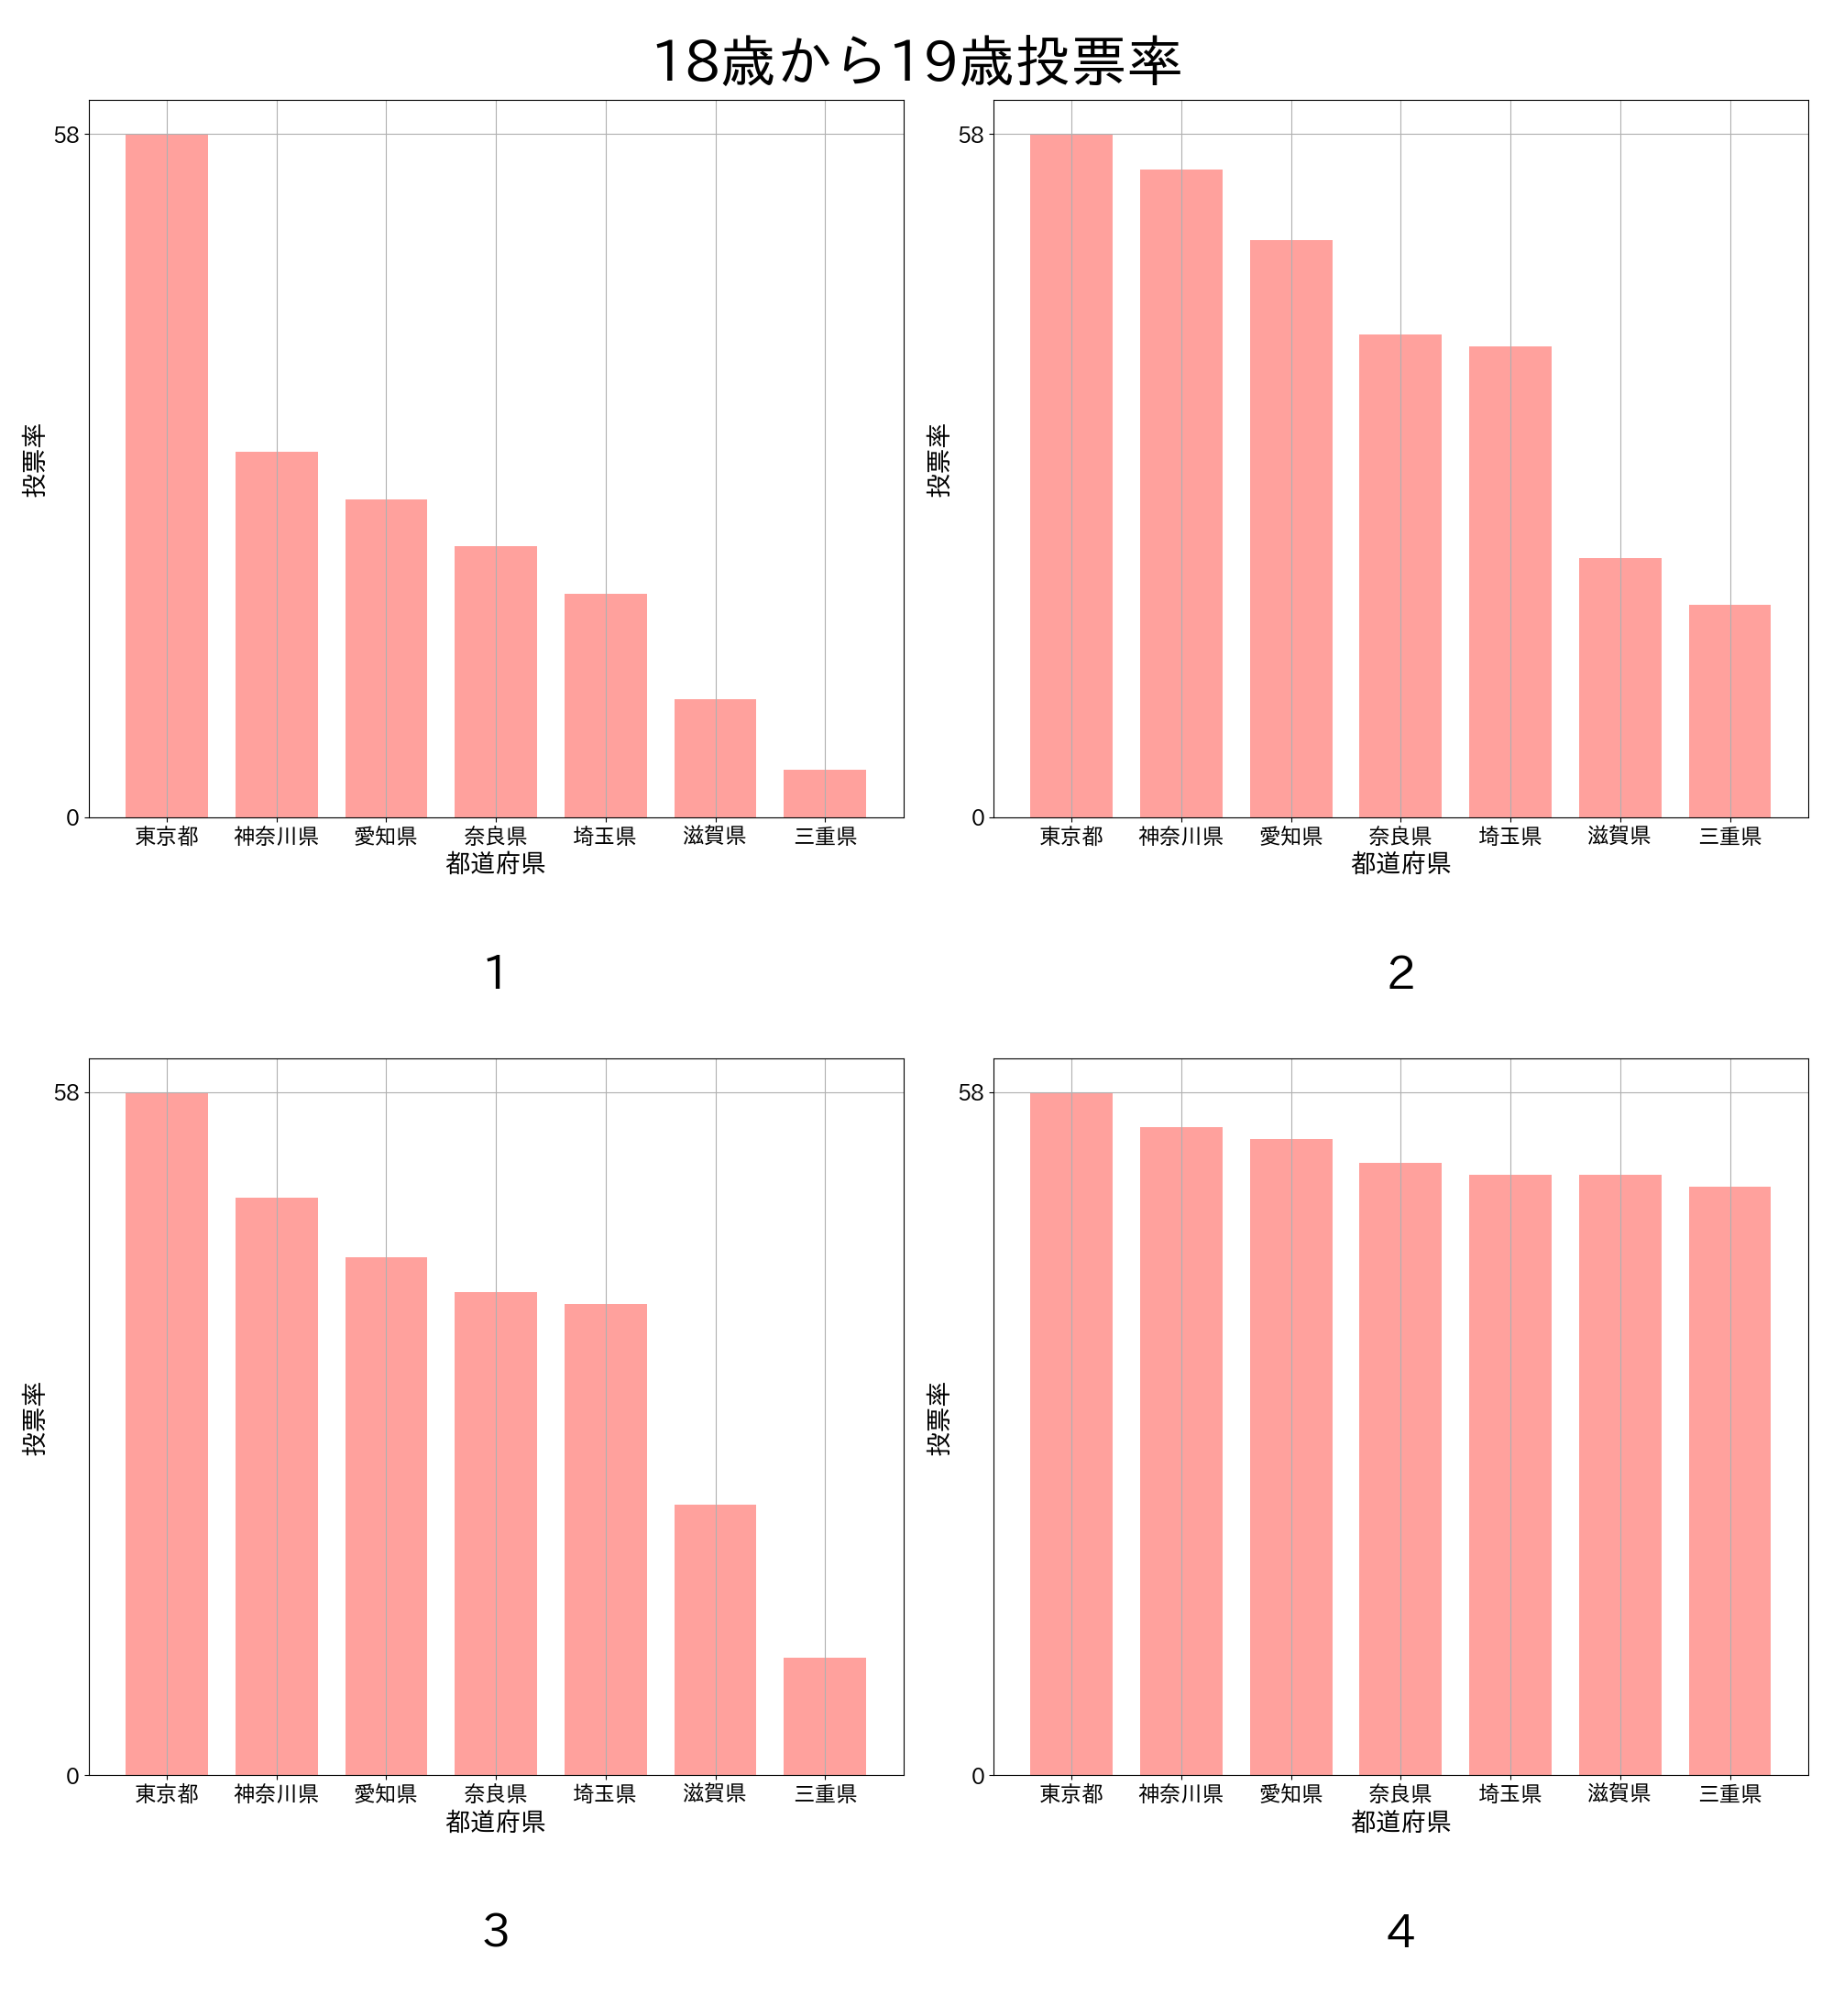 18歳から19歳投票率
58
0
投票率
東京都 神奈川県 愛知県 奈良県 埼玉県 滋賀県 三重県
都道府県
1
58
0
投票率
東京都 神奈川県 愛知県 奈良県 埼玉県 滋賀県 三重県
都道府県
2
58
0
投票率
東京都 神奈川県 愛知県 奈良県 埼玉県 滋賀県 三重県
都道府県
3
58
0
投票率
東京都 神奈川県 愛知県 奈良県 埼玉県 滋賀県 三重県
都道府県
4